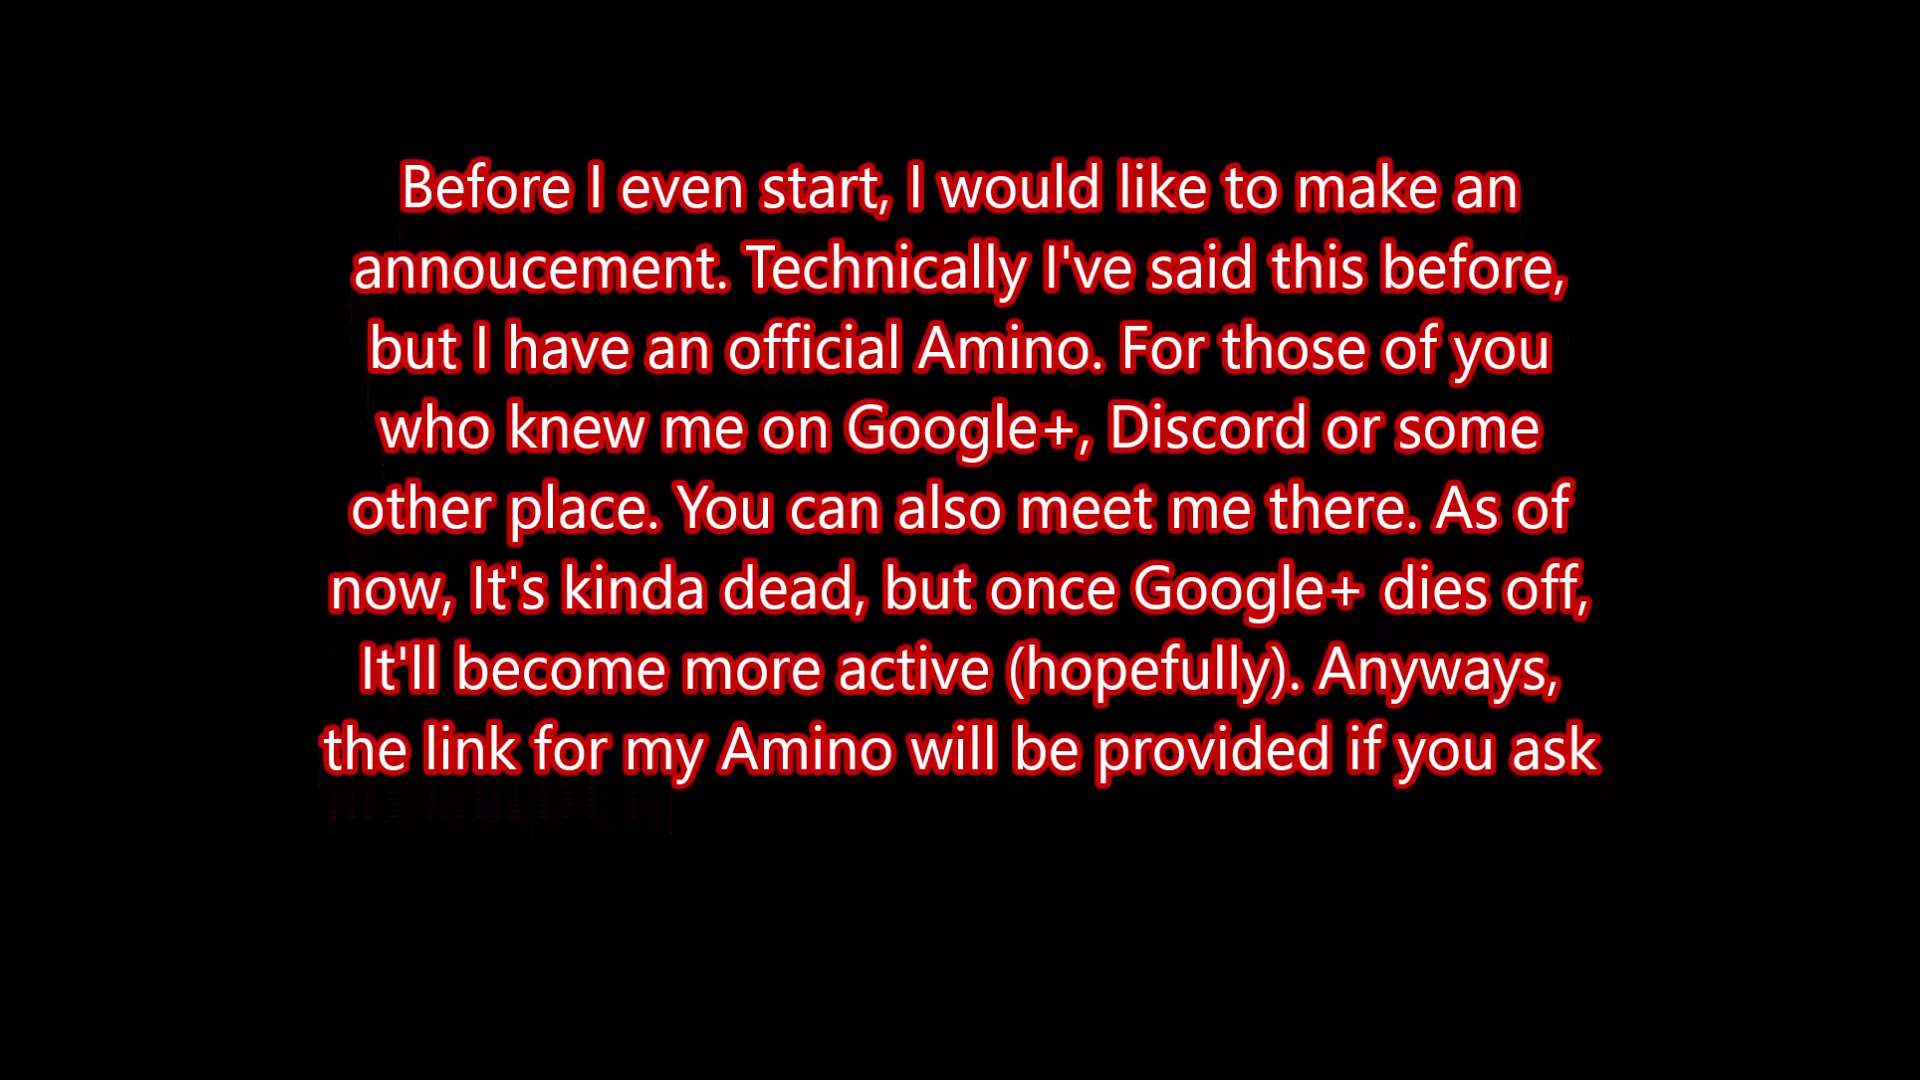 Before I even start, I would like to make an
annoucement. Technically I've said this before,
but I have an official Amino. For those of you
who knew me on Google+, Discord or some
other place. You can also meet me there. As of
now, It's kinda dead, but once Google+ dies off,
It'll become more active (hopefully). Anyways,
the link for my Amino will be provided if you ask